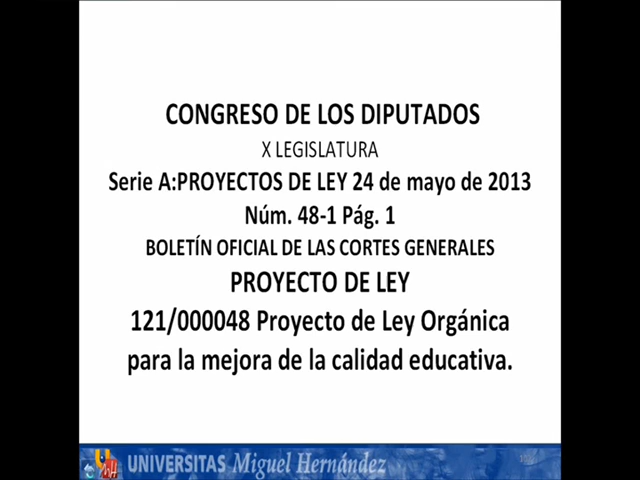 CONGRESO DE LOS DIPUTADOS
X LEGISLATURA
Serie A:PROYECTOS DE LEY 24 de mayo de 2013
Núm. 48-1 Pág. 1
BOLETÍN OFICIAL DE LAS CORTES GENERALES
PROYECTO DE LEY
121/000048 Proyecto de Ley Orgánica
para la mejora de la calidad educativa.
UNIVERSITAS Miguel Hernández